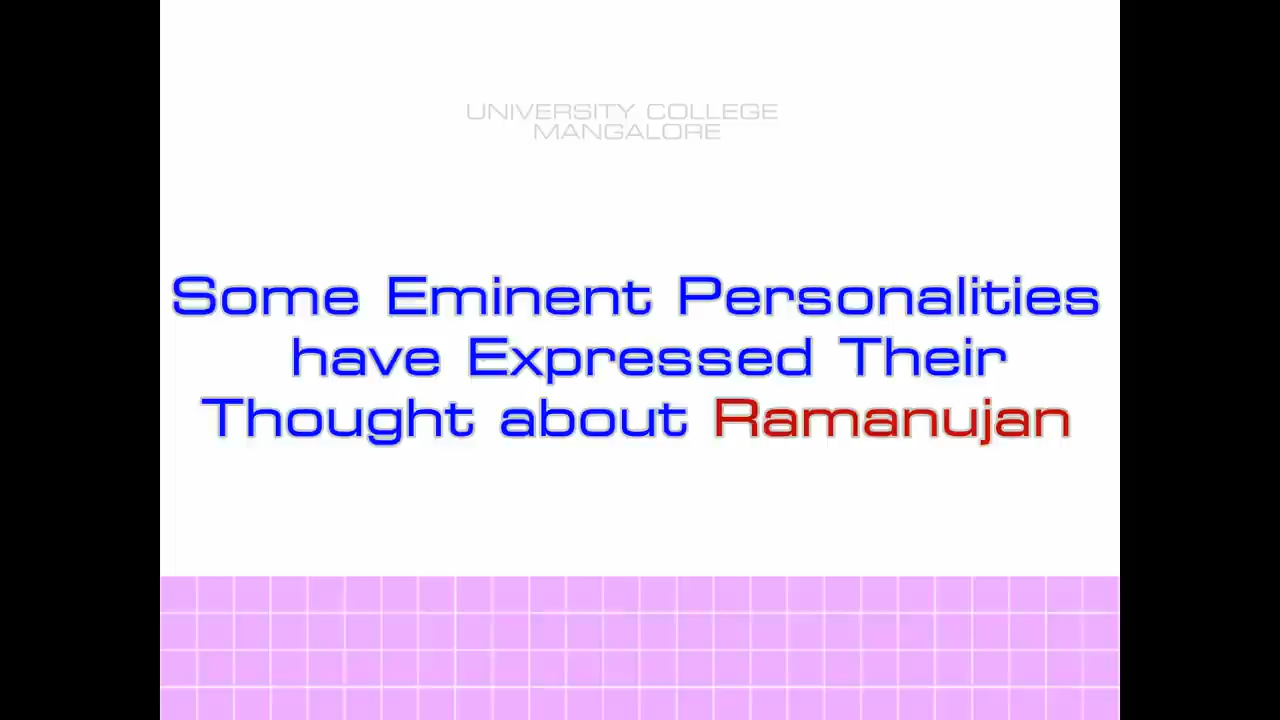 UNIVERSITY COLLEGE
MANGALORE
Some Eminent Personalities
have Expressed Their
Thought about Ramanujan